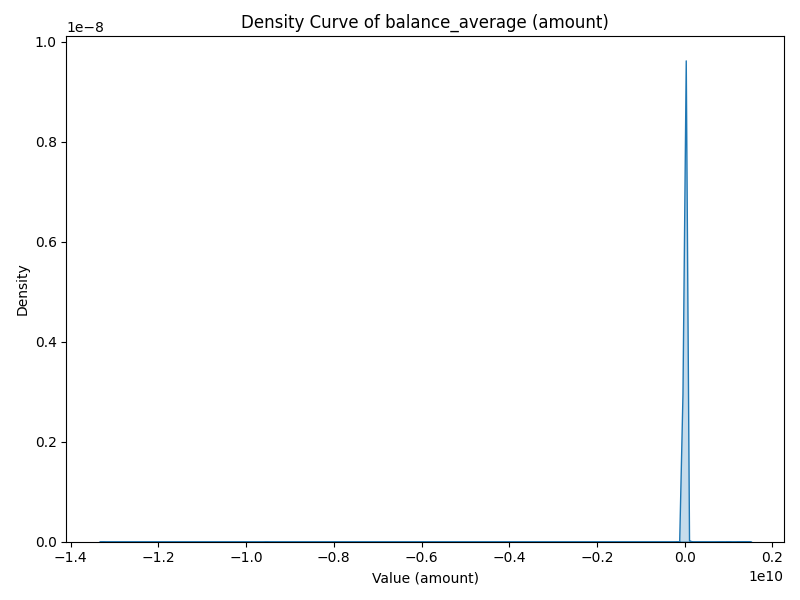 Density Curve of balance_average (amount)
1e−8
1.0
0.8
0.6
0.4
0.2
0.0
Density
−1.4 −1.2 −1.0 −0.8 −0.6 −0.4 −0.2 0.0 0.2
1e10
Value (amount)